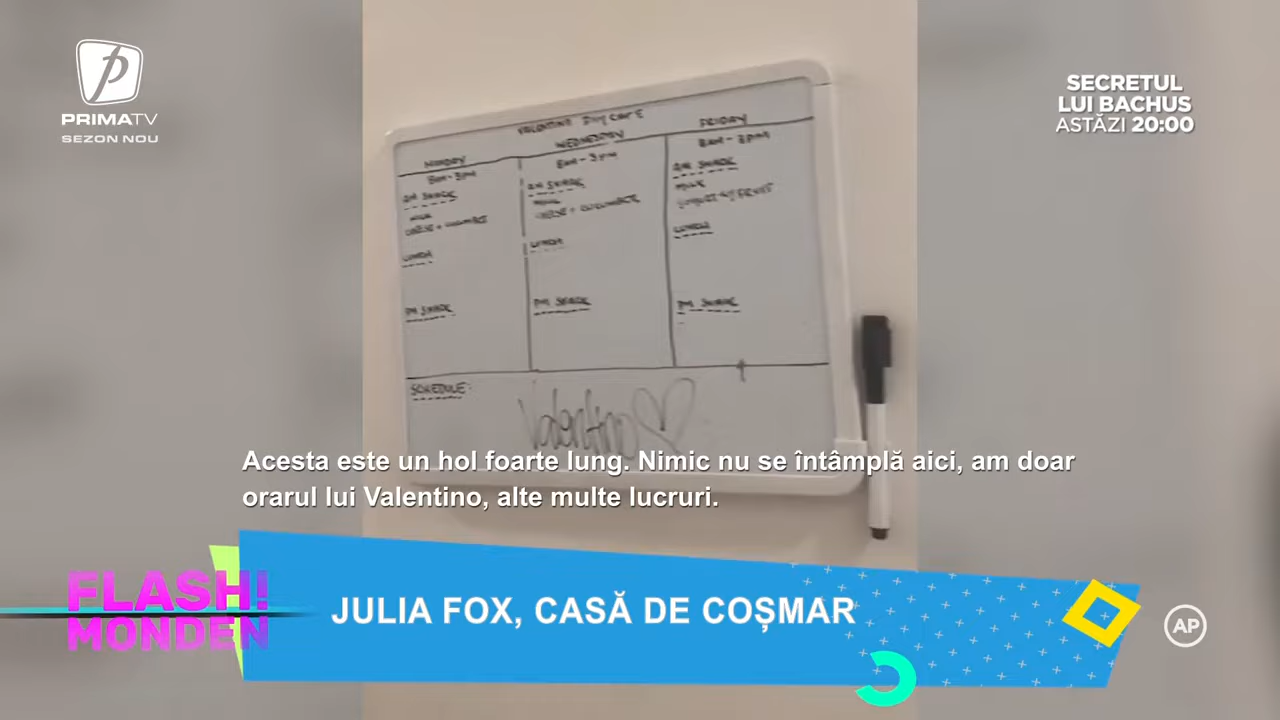 PRIMATV
SEZON NOU
SECRETUL
LUI BACHUS
ASTĂZI 20:00
VALENTINO DAY CARE
MONDAY
8AM - 3PM
AM SNACK
MILK
CHEESE + CUCUMBER
LUNCH
PM SNACK
WEDNESDAY
8AM - 3PM
AM SNACK
MILK
CHEESE + CUCUMBER
LUNCH
PM SNACK
FRIDAY
8AM - 3PM
AM SNACK
MILK
YOGURT W/ FRUIT
LUNCH
PM SNACK
SCHEDULE:
Valentino
Acesta este un hol foarte lung. Nimic nu se întâmplă aici, am doar
orarul lui Valentino, alte multe lucruri.
FLASH!
MONDEN
JULIA FOX, CASĂ DE COȘMAR
AP